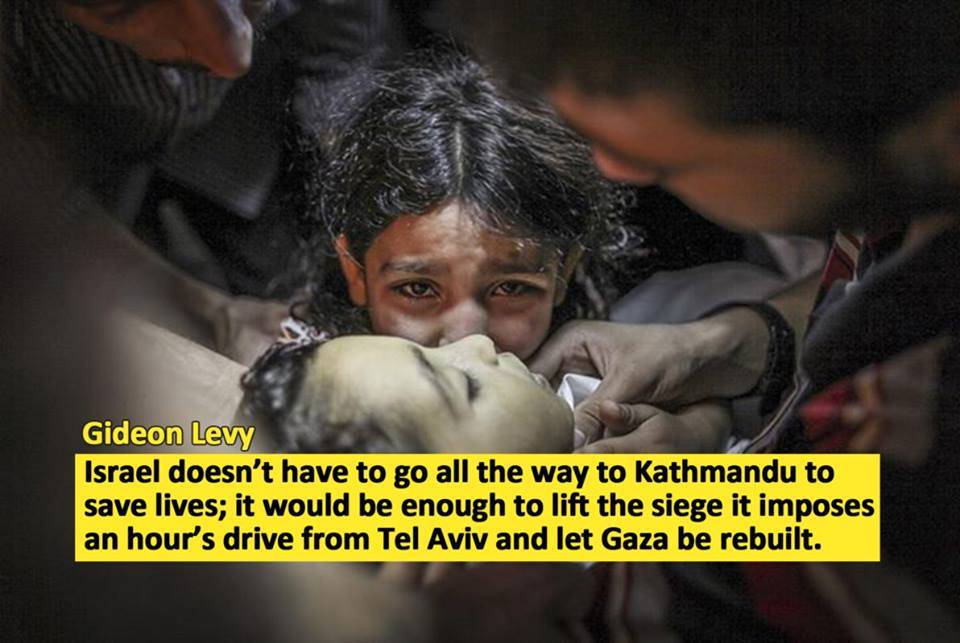 Gideon Levy
Israel doesn’t have to go all the way to Kathmandu to
save lives; it would be enough to lift the siege it imposes
an hour’s drive from Tel Aviv and let Gaza be rebuilt.